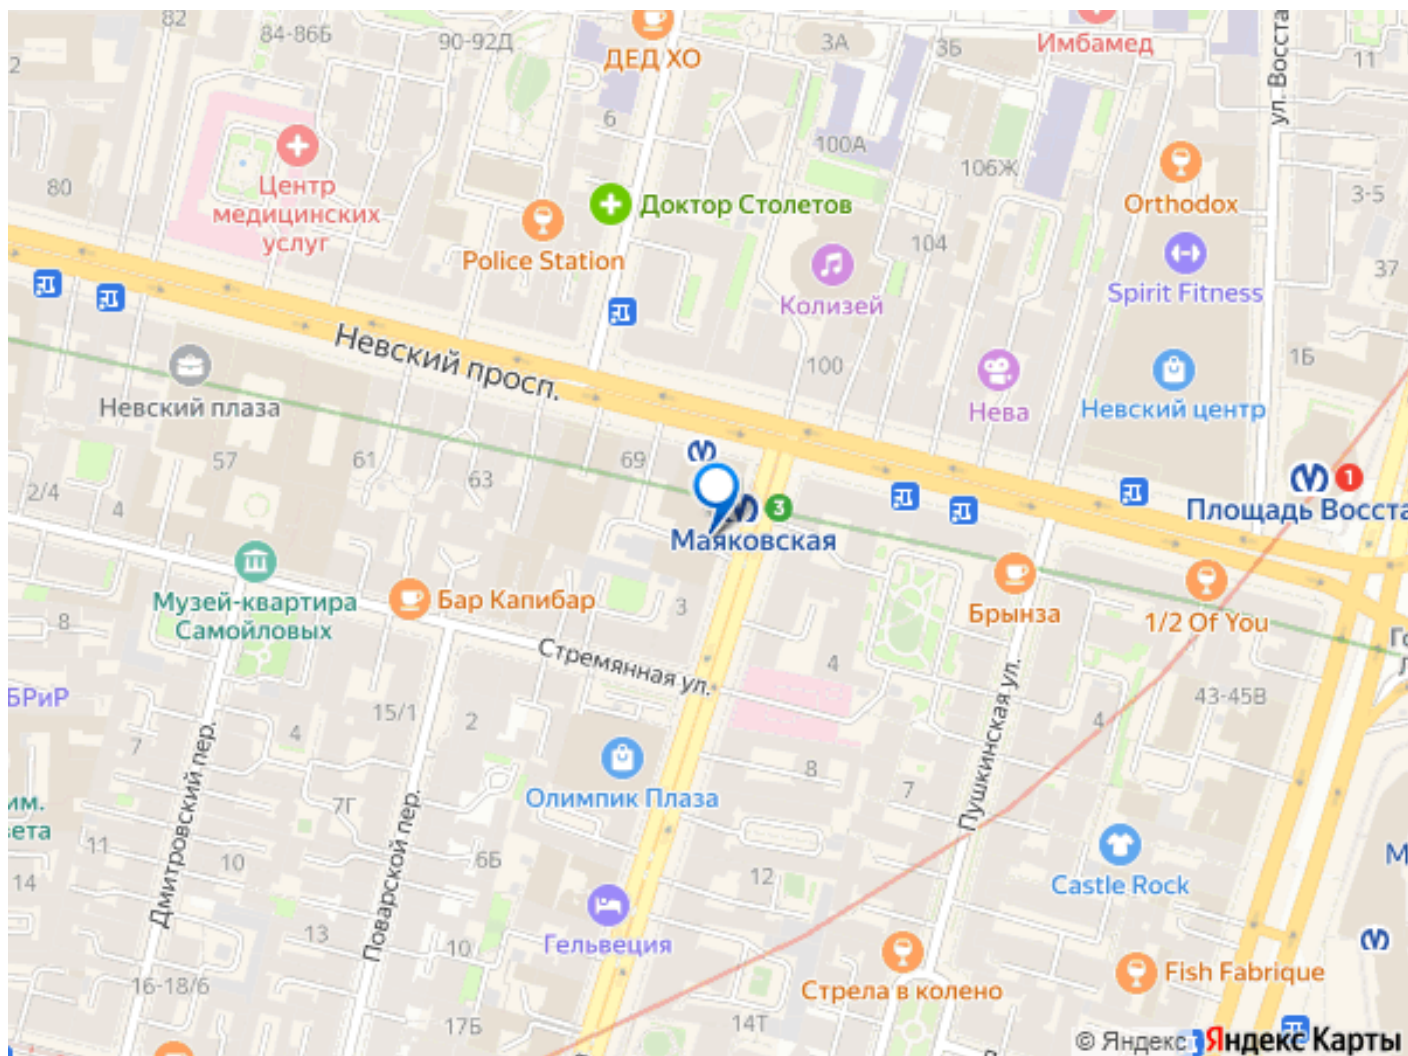 82
84-86Б
90-92Д
ДЕД ХО
3А
3Б
Имбамед
11
ул. Восста
2
6
100А
106Ж
80
Центр
медицинских
услуг
Доктор Столетов
Police Station
Orthodox
3-5
104
Колизей
Spirit Fitness
37
Невский просп.
100
1Б
Невский плаза
Нева
Невский центр
57
61
63
69
2/4
4
3
Маяковская
1
Площадь Восста
Музей-квартира
Самойловых
Бар Капибар
3
Брынза
1/2 Of You
8
Стремянная ул.
4
Го
Л
БРиР
15/1
2
43-45В
4
7
4
Олимпик Плаза
8
7
Пушкинская ул.
им.
вета
7Г
Дмитровский пер.
Поварской пер.
11
10
6Б
14
12
Castle Rock
М
13
10
Гельвеция
16-18/6
Стрела в колено
Fish Fabrique
17Б
14Т
© Яндекс
Яндекс Карты